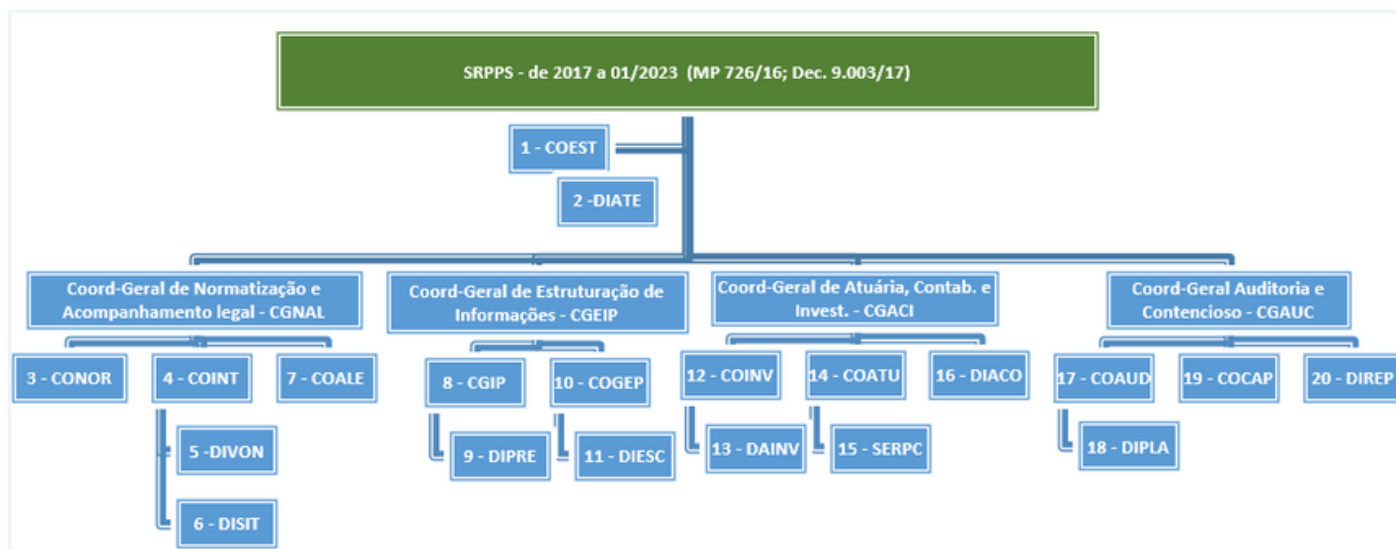 SRPPS - de 2017 a 01/2023 (MP 726/16; Dec. 9.003/17)
1 - COEST
2 -DIATE
Coord-Geral de Normatização e
Acompanhamento legal - CGNAL
Coord-Geral de Estruturação de
Informações - CGEIP
Coord-Geral de Atuária, Contab. e
Invest. - CGACI
Coord-Geral Auditoria e
Contencioso - CGAUC
3 - CONOR
4 - COINT
7 - COALE
8 - CGIP
10 - COGEP
12 - COINV
14 - COATU
16 - DIACO
17 - COAUD
19 - COCAP
20 - DIREP
5 -DIVON
9 - DIPRE
11 - DIESC
13 - DAINV
15 - SERPC
18 - DIPLA
6 - DISIT